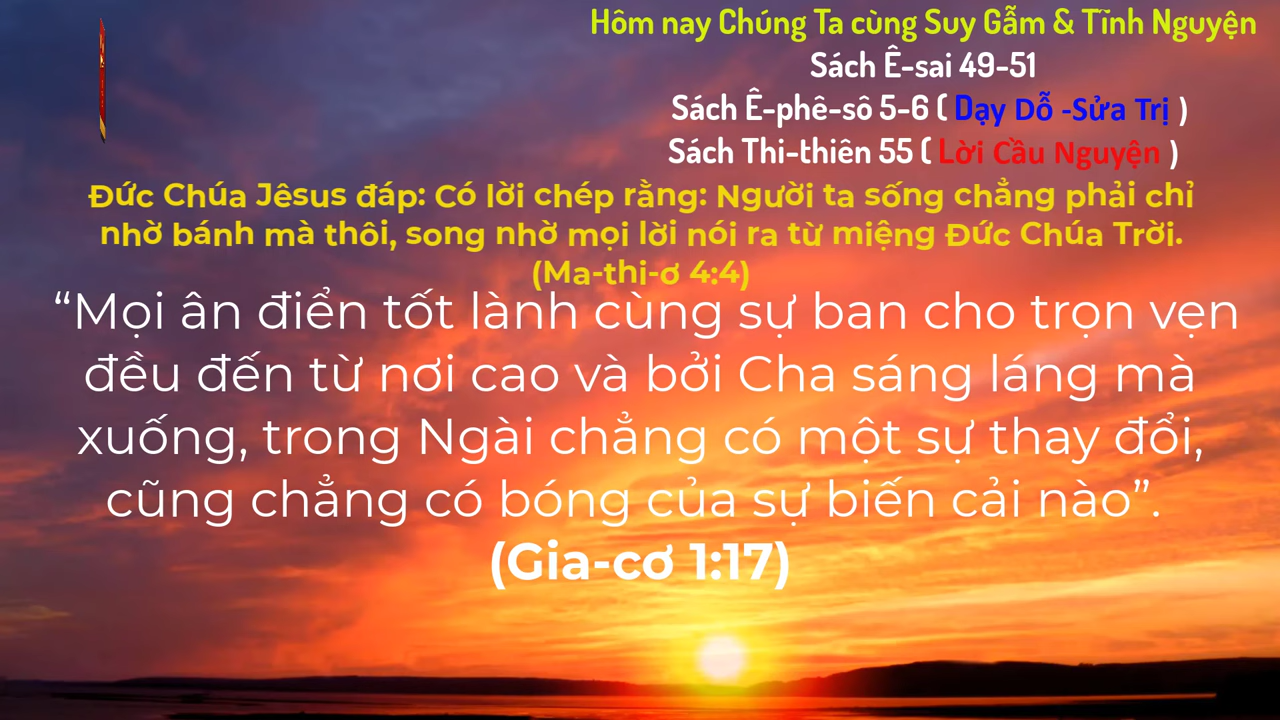 Hôm nay Chúng Ta cùng Suy Gẫm & Tĩnh Nguyện
Sách Ê-sai 49-51
Sách Ê-phê-sô 5-6 ( Dạy Dỗ -Sửa Trị )
Sách Thi-thiên 55 ( Lời Cầu Nguyện )
Đức Chúa Jêsus đáp: Có lời chép rằng: Người ta sống chẳng phải chỉ
nhờ bánh mà thôi, song nhờ mọi lời nói ra từ miệng Đức Chúa Trời.
(Ma-thi-ơ 4:4)
“Mọi ân điển tốt lành cùng sự ban cho trọn vẹn
đều đến từ nơi cao và bởi Cha sáng láng mà
xuống, trong Ngài chẳng có một sự thay đổi,
cũng chẳng có bóng của sự biến cải nào”.
(Gia-cơ 1:17)